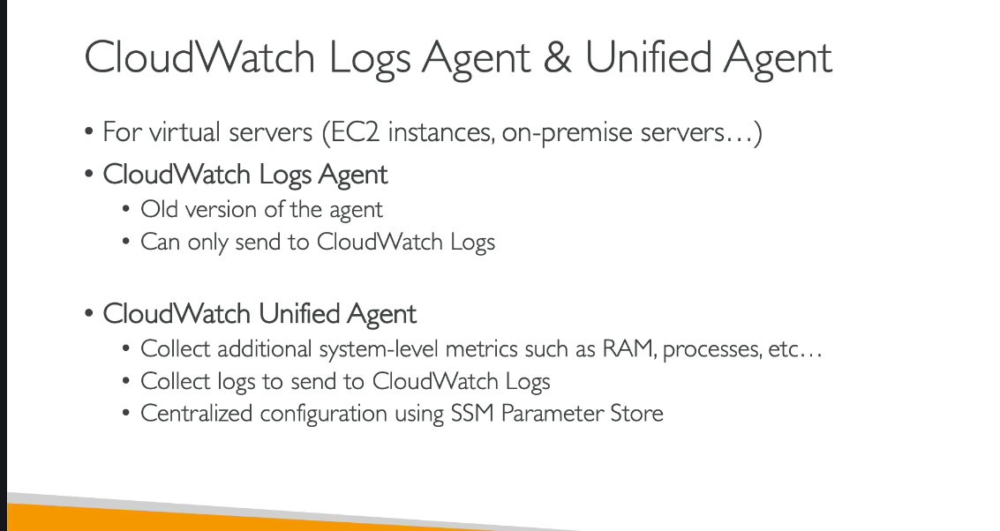 CloudWatch Logs Agent & Unified Agent
• For virtual servers (EC2 instances, on-premise servers…)
• CloudWatch Logs Agent
• Old version of the agent
• Can only send to CloudWatch Logs
• CloudWatch Unified Agent
• Collect additional system-level metrics such as RAM, processes, etc…
• Collect logs to send to CloudWatch Logs
• Centralized configuration using SSM Parameter Store